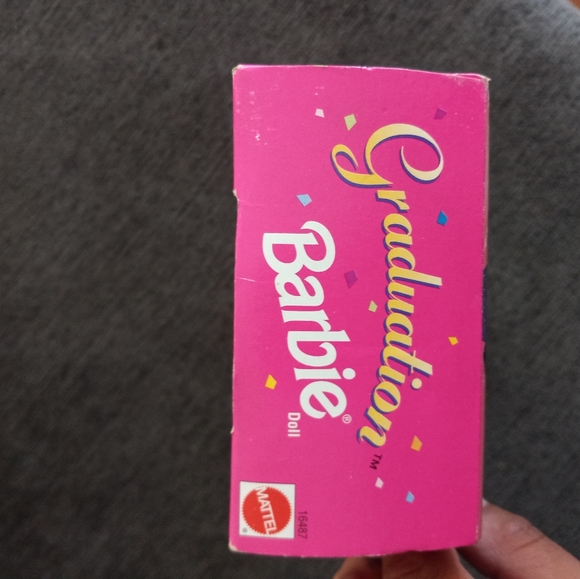 Graduation™
Barbie®
Doll
MATTEL®
16487